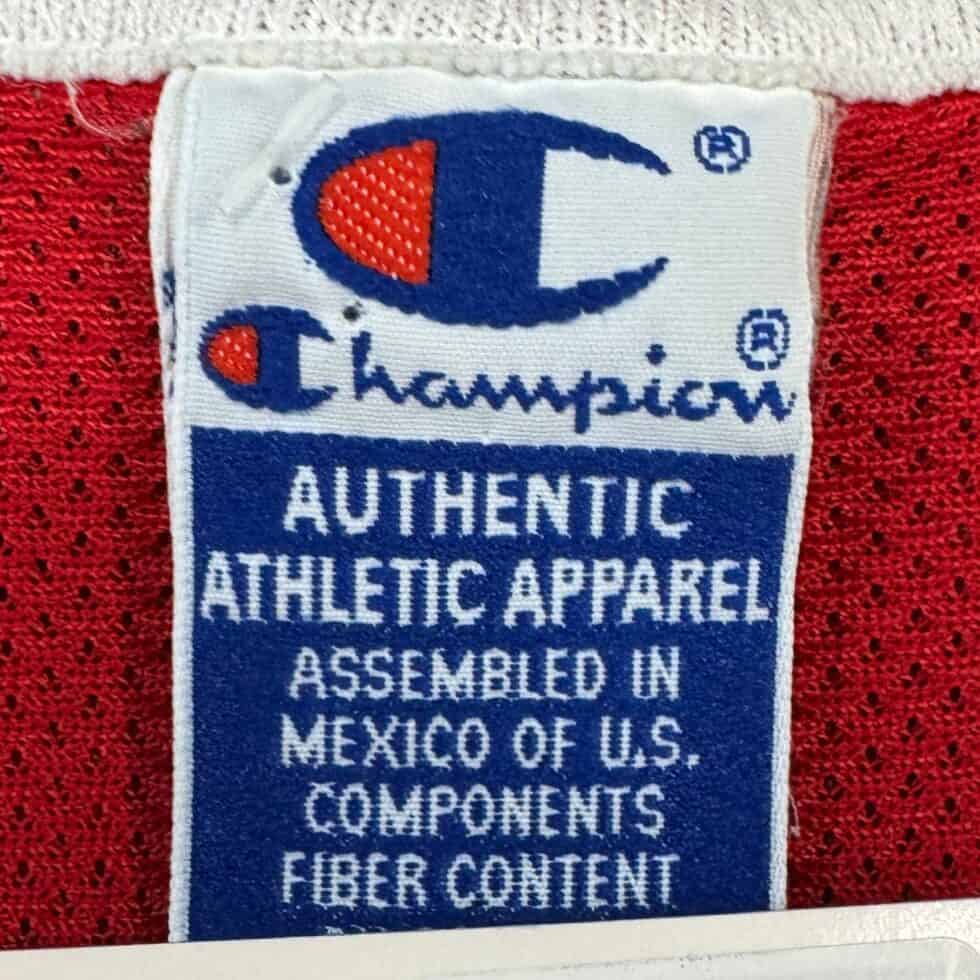 ®
Champion®
AUTHENTIC
ATHLETIC APPAREL
ASSEMBLED IN
MEXICO OF U.S.
COMPONENTS
FIBER CONTENT